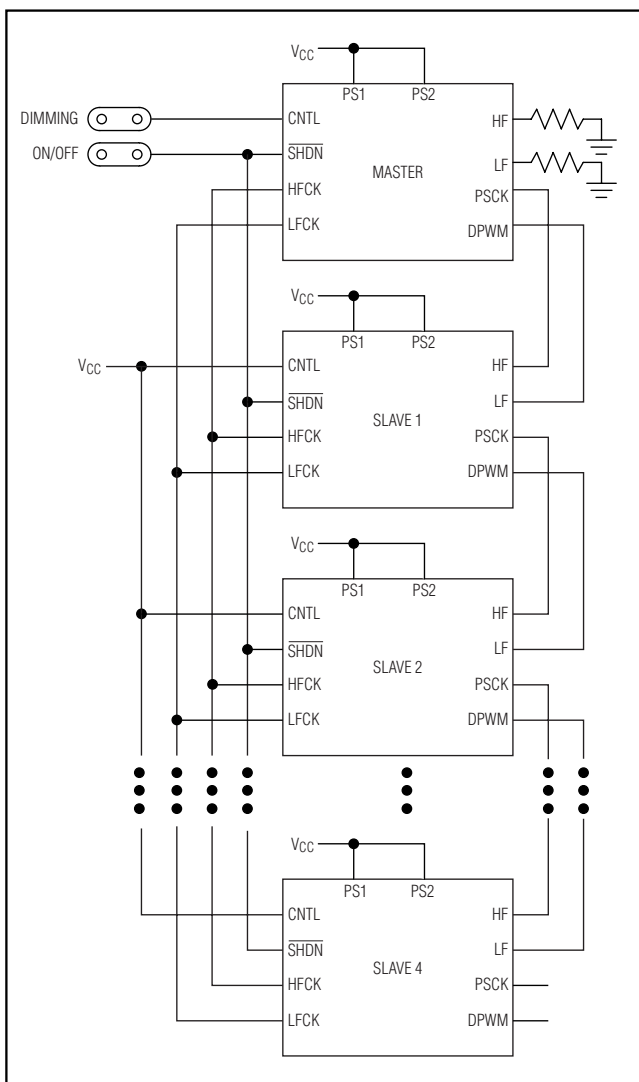 VCC
PS1 PS2
DIMMING CNTL HF
ON/OFF SHDN LF
MASTER
HFCK PSCK
LFCK DPWM
VCC
PS1 PS2
VCC CNTL HF
SHDN LF
SLAVE 1
HFCK PSCK
LFCK DPWM
VCC
PS1 PS2
CNTL HF
SHDN LF
SLAVE 2
HFCK PSCK
LFCK DPWM
VCC
PS1 PS2
CNTL HF
SHDN LF
SLAVE 4
HFCK PSCK
LFCK DPWM